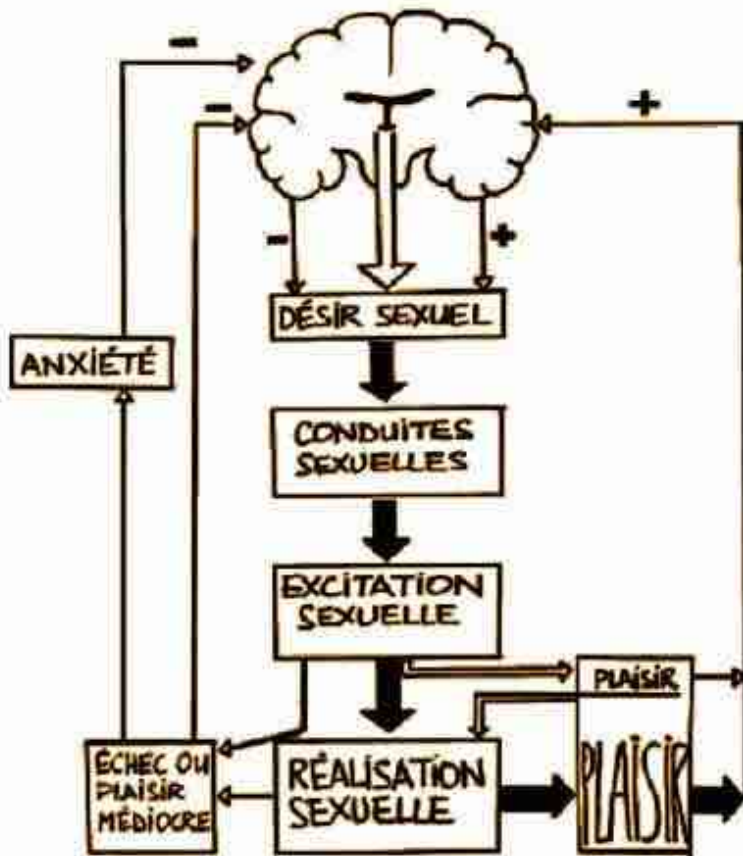 -
-
+
-
+
DÉSIR SEXUEL
ANXIÉTÉ
CONDUITES
SEXUELLES
EXCITATION
SEXUELLE
PLAISIR
ÉCHEC OU
PLAISIR
MÉDIOCRE
RÉALISATION
SEXUELLE
PLAISIR